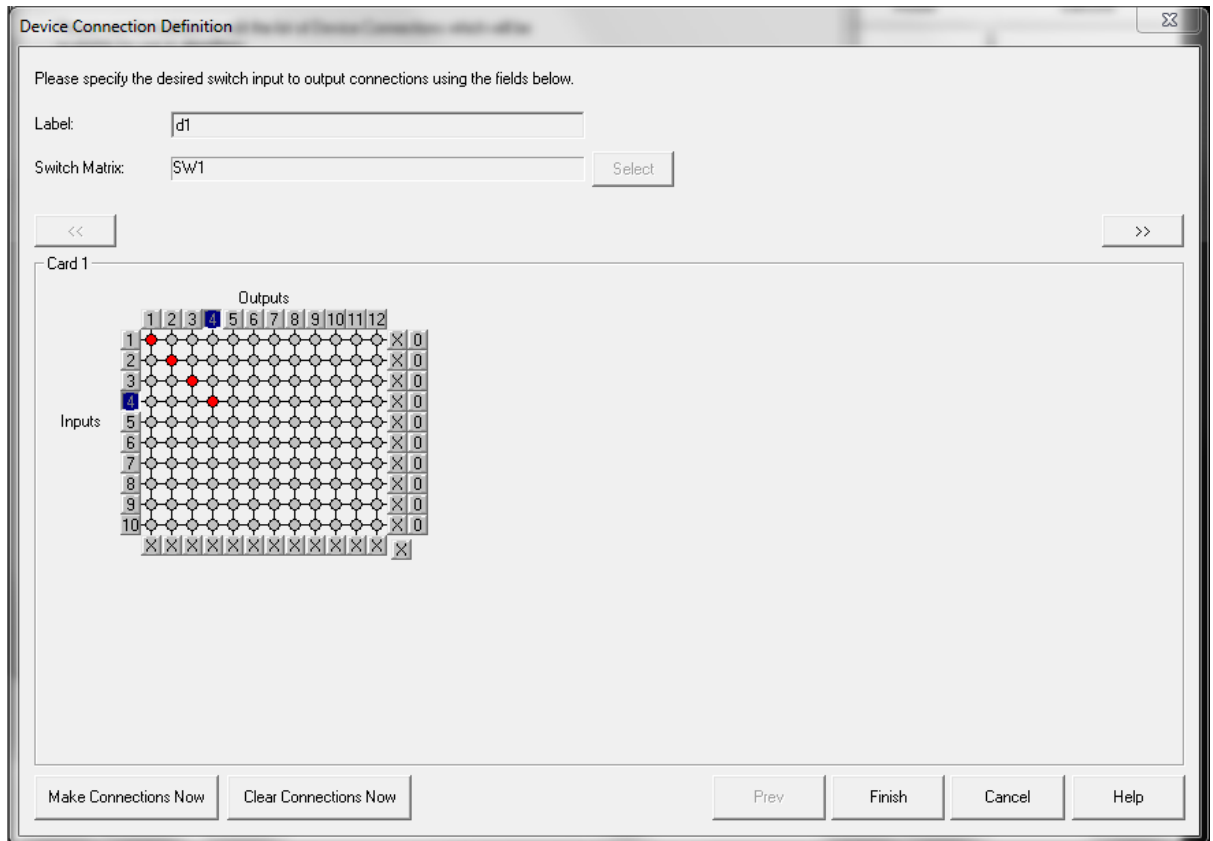 Device Connection Definition
Please specify the desired switch input to output connections using the fields below.
Label: d1
Switch Matrix: SW1 Select
<< >>
Card 1
Outputs
1 2 3 4 5 6 7 8 9 10 11 12
1 X 0
2 X 0
3 X 0
4 X 0
Inputs 5 X 0
6 X 0
7 X 0
8 X 0
9 X 0
10 X 0
X X X X X X X X X X X X X
Make Connections Now Clear Connections Now Prev Finish Cancel Help